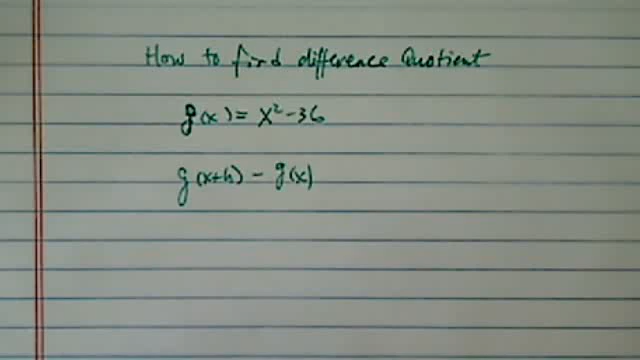 How to find difference Quotient
g(x) = x²-36
g(x+h) - g(x)